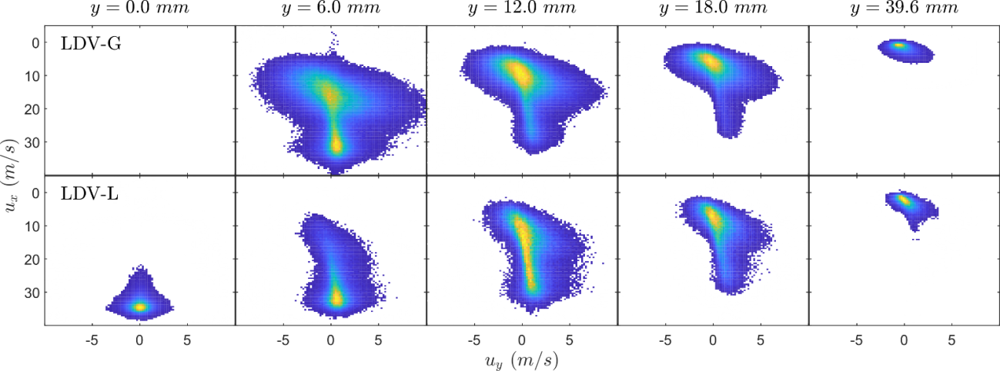 y = 0.0 mm y = 6.0 mm y = 12.0 mm y = 18.0 mm y = 39.6 mm
LDV-G
0
10
20
30
LDV-L
0
10
20
30
u_x (m/s)
-5 0 5 -5 0 5 -5 0 5 -5 0 5 -5 0 5
u_y (m/s)